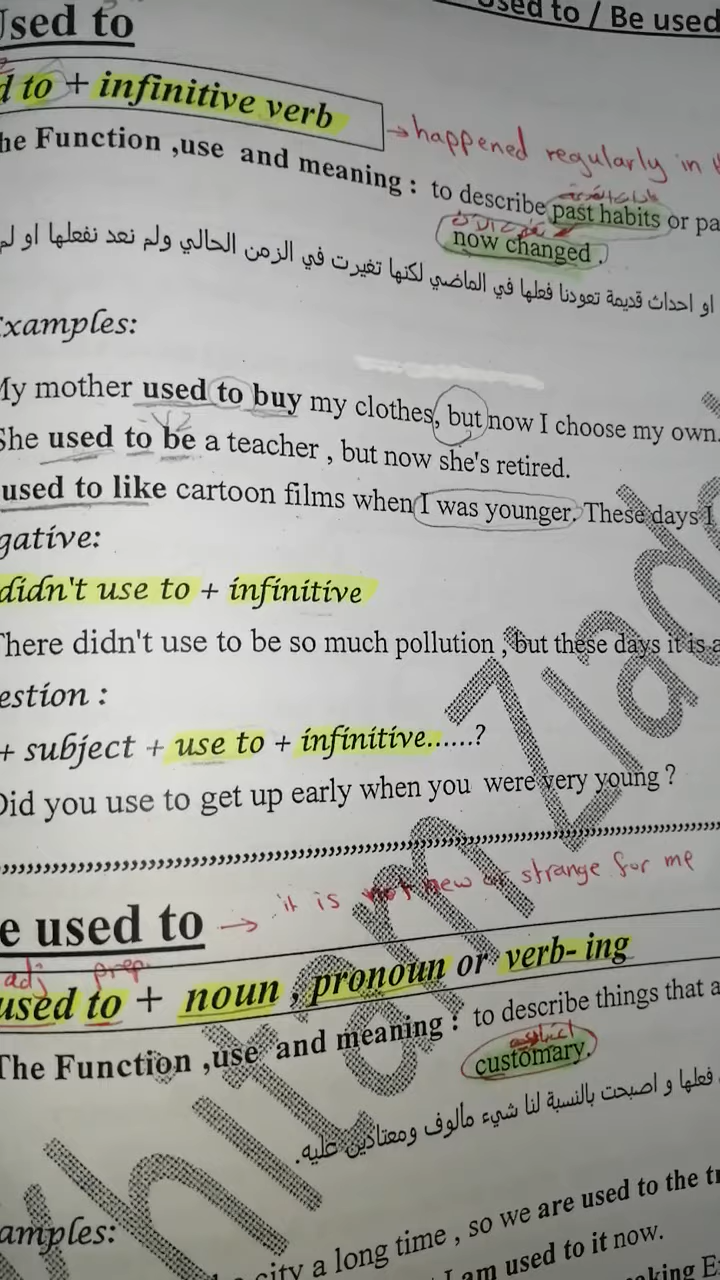 Used to / Be used
Used to
d to + infinitive verb
→ happened regularly in
he Function ,use and meaning : to describe past habits or pa
now changed .
او احداث قديمة تعودنا فعلها في الماضي لكنها تغيرت في الزمن الحالي ولم نعد نفعلها او لم
Examples:
My mother used to buy my clothes, but now I choose my own.
V2
She used to be a teacher , but now she's retired.
used to like cartoon films when I was younger. These days I
gative:
didn't use to + infinitive
There didn't use to be so much pollution , but these days it is a
estion :
+ subject + use to + infinitive......?
Did you use to get up early when you were very young ?
e used to → it is not new or strange for me
adj prep.
used to + noun , pronoun or verb- ing
The Function ,use and meaning : to describe things that a
customary.
فعلها و اصبحت بالنسبة لنا شيء مالوف ومعتادين عليه.
amples:
city a long time , so we are used to the
I am used to it now.